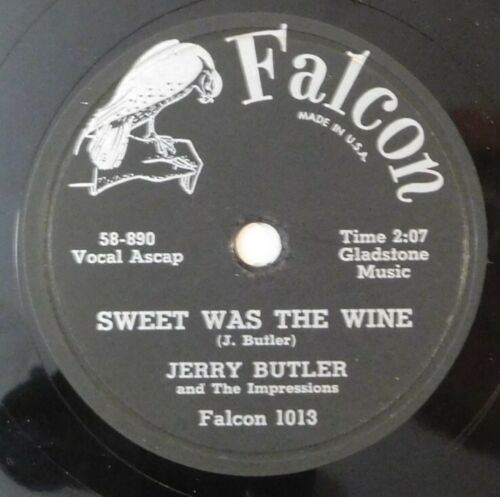 Falcon
MADE IN U.S.A.
58-890
Vocal Ascap
Time 2:07
Gladstone
Music
SWEET WAS THE WINE
(J. Butler)
JERRY BUTLER
and The Impressions
Falcon 1013